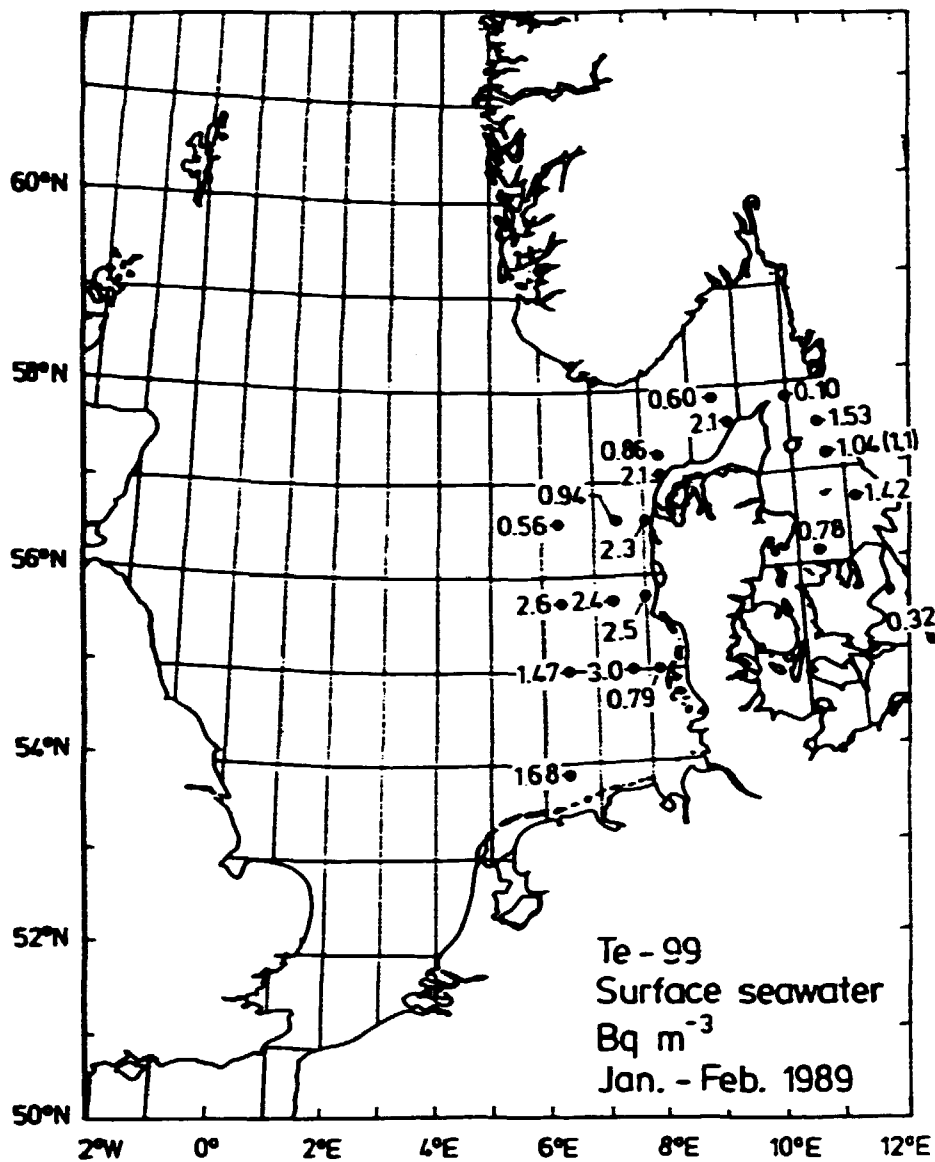 60°N
58°N
0.60
0.10
2.1
1.53
0.86
1.04(1.1)
2.1
0.94
1.42
0.56
2.3
0.78
56°N
2.6
2.4
2.5
0.32
1.47
3.0
0.79
54°N
1.68
52°N
Te-99
Surface seawater
Bq m⁻³
Jan. - Feb. 1989
50°N
2°W 0° 2°E 4°E 6°E 8°E 10°E 12°E